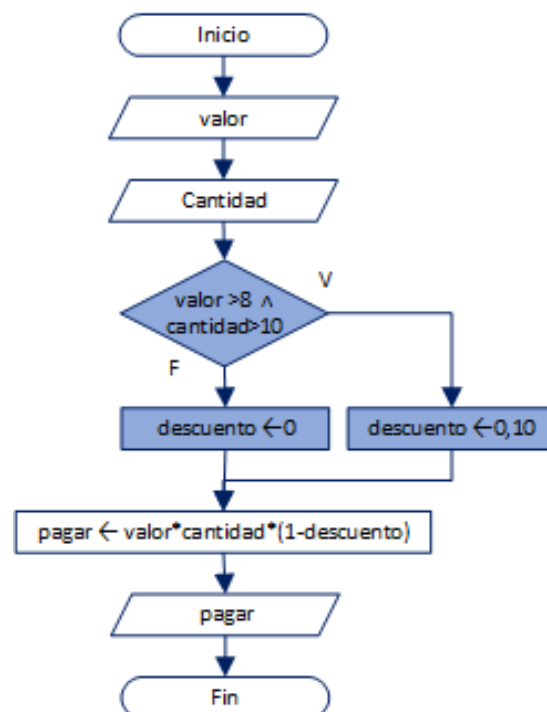 Inicio
valor
Cantidad
valor >8 ∧
cantidad>10
V
F
descuento ←0
descuento ←0,10
pagar ← valor*cantidad*(1-descuento)
pagar
Fin